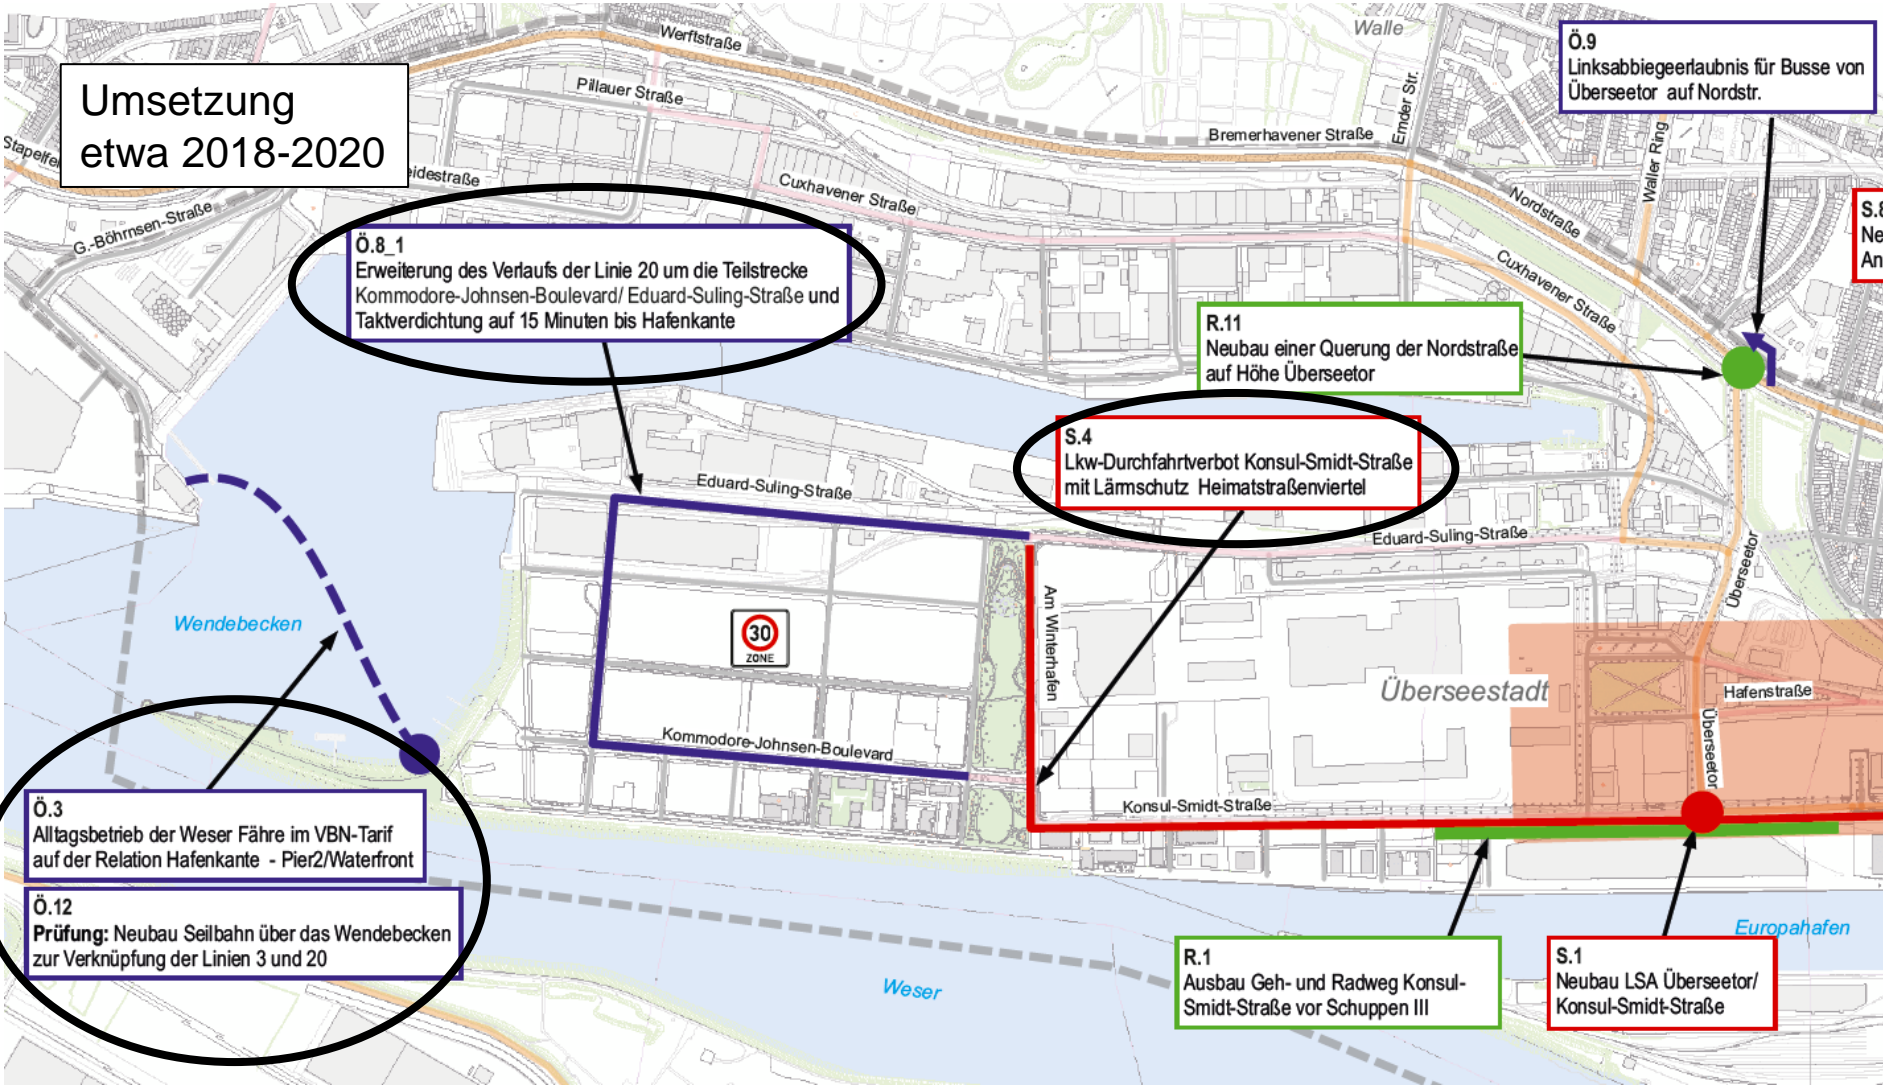 Umsetzung
etwa 2018-2020
Werftstraße
Walle
Pillauer Straße
Bremerhavener Straße
Emder Str.
Waller Ring
Cuxhavener Straße
Nordstraße
G.-Böhrnsen-Straße
Cuxhavener Straße
Ö.9
Linksabbiegeerlaubnis für Busse von
Überseetor auf Nordstr.
Ö.8_1
Erweiterung des Verlaufs der Linie 20 um die Teilstrecke
Kommodore-Johnsen-Boulevard/ Eduard-Suling-Straße und
Taktverdichtung auf 15 Minuten bis Hafenkante
R.11
Neubau einer Querung der Nordstraße
auf Höhe Überseetor
S.4
Lkw-Durchfahrtverbot Konsul-Smidt-Straße
mit Lärmschutz Heimatstraßenviertel
Eduard-Suling-Straße
Eduard-Suling-Straße
Überseetor
Wendebecken
30
ZONE
Am Winterhafen
Überseestadt
Hafenstraße
Überseetor
Kommodore-Johnsen-Boulevard
Konsul-Smidt-Straße
Ö.3
Alltagsbetrieb der Weser Fähre im VBN-Tarif
auf der Relation Hafenkante - Pier2/Waterfront
Ö.12
Prüfung: Neubau Seilbahn über das Wendebecken
zur Verknüpfung der Linien 3 und 20
Weser
Europahafen
R.1
Ausbau Geh- und Radweg Konsul-
Smidt-Straße vor Schuppen III
S.1
Neubau LSA Überseetor/
Konsul-Smidt-Straße